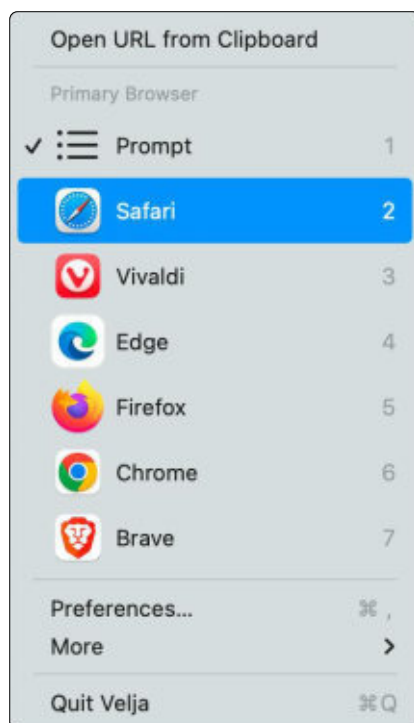 Open URL from Clipboard
Primary Browser
✓ Prompt 1
Safari 2
Vivaldi 3
Edge 4
Firefox 5
Chrome 6
Brave 7
Preferences... ⌘ ,
More >
Quit Velja ⌘Q